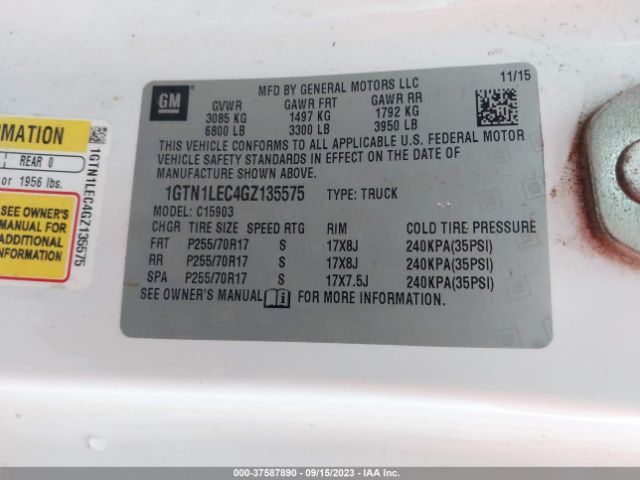 GM
MFD BY GENERAL MOTORS LLC
11/15
GVWR GAWR FRT GAWR RR
3085 KG 1497 KG 1792 KG
6800 LB 3300 LB 3950 LB
THIS VEHICLE CONFORMS TO ALL APPLICABLE U.S. FEDERAL MOTOR
VEHICLE SAFETY STANDARDS IN EFFECT ON THE DATE OF
MANUFACTURE SHOWN ABOVE.
1GTN1LEC4GZ135575 TYPE: TRUCK
MODEL: C15903
CHGR TIRE SIZE SPEED RTG RIM COLD TIRE PRESSURE
FRT P255/70R17 S 17X8J 240KPA(35PSI)
RR P255/70R17 S 17X8J 240KPA(35PSI)
SPA P255/70R17 S 17X7.5J 240KPA(35PSI)
SEE OWNER'S MANUAL FOR MORE INFORMATION.
RMATION
REAR 0
or 1956 lbs.
SEE OWNER'S
MANUAL FOR
ADDITIONAL
INFORMATION
1GTN1LEC4GZ135575
000-37587890 - 09/15/2023 - IAAI.com